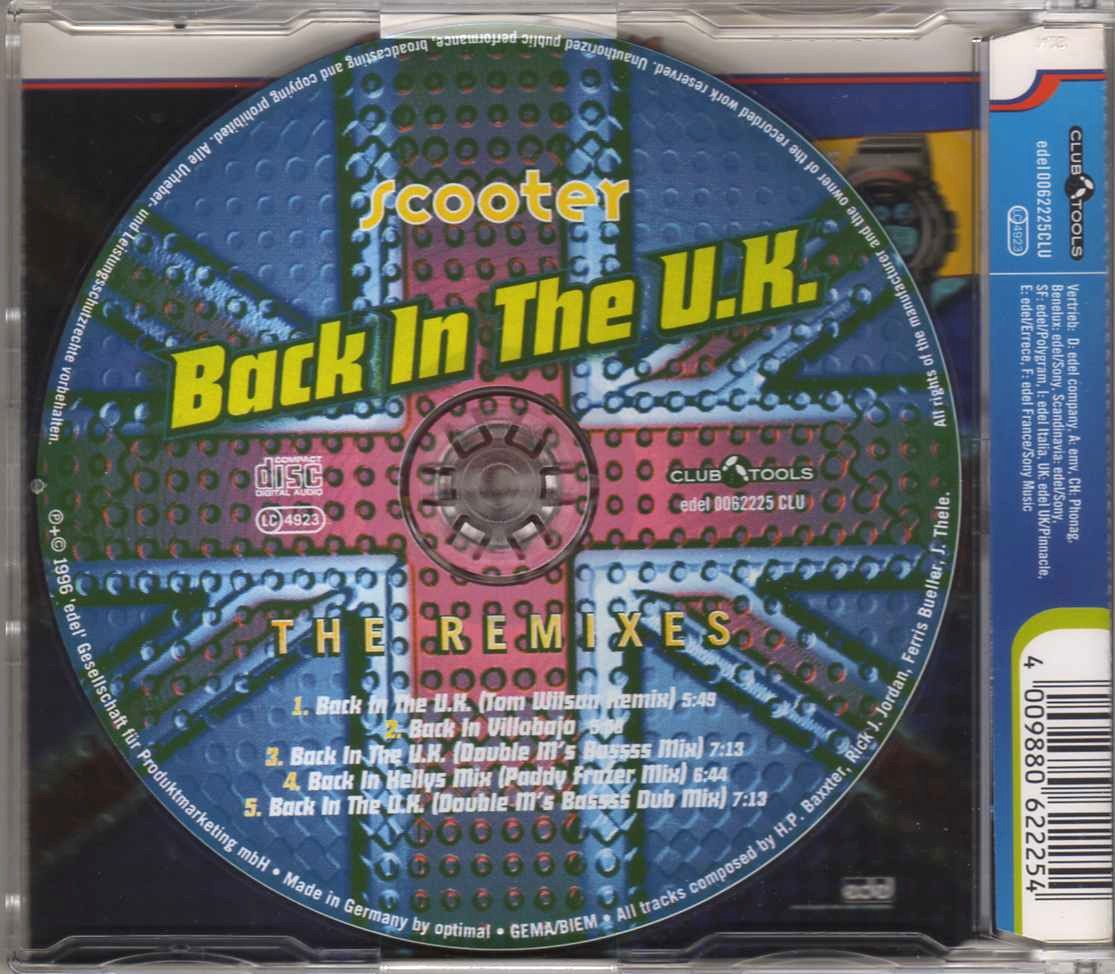 scooter
Back In The U.K.
COMPACT
disc
DIGITAL AUDIO
LC 4923
CLUB TOOLS
edel 0062225 CLU
THE REMIXES
1. Back In The U.K. (Tom Wilson Remix) 5:49
2. Back In Villabajo
3. Back In The U.K. (Double M's Bassss Mix) 7:13
4. Back In Kellys Mix (Paddy Frazer Mix) 6:44
5. Back In The U.K. (Double M's Bassss Dub Mix) 7:13
P+© 1996 'edel' Gesellschaft für Produktmarketing mbH • Made in Germany by optimal • GEMA/BIEM • All tracks composed by H.P. Baxxter, Rick J. Jordan, Ferris Bueller, J. Thele.
Alle Urheber- und Leistungsschutzrechte vorbehalten.
All rights of the manufacturer and the owner of the recorded work reserved. Unauthorized public performance, broadcasting and copying prohibited.
CLUB TOOLS
edel 0062225CLU
LC 4923
Vertrieb: D: edel company, A: emv, CH: Phonag,
Benelux: edel/Sony, Scandinavia: edel/Sony,
SF: edel/Polygram, I: edel Italia, UK: edel UK/Pinnacle,
E: edel/Errece, F: edel France/Sony Music
4 009880 622254